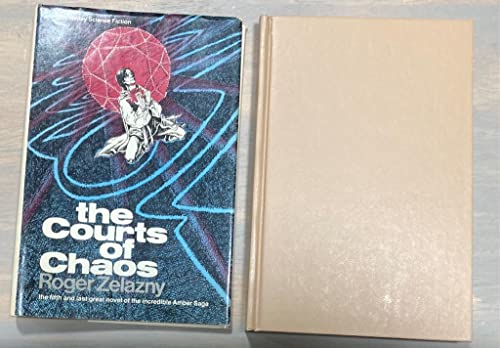 Science Fiction
the
Courts
of
Chaos
Roger Zelazny
the fifth and last great novel of the incredible Amber Saga